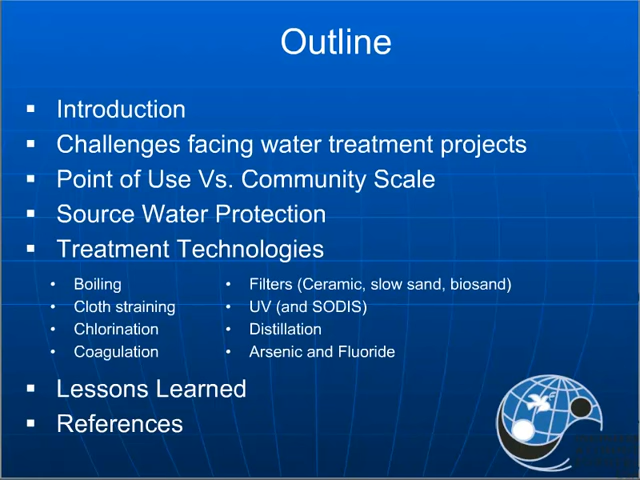 Outline
Introduction
Challenges facing water treatment projects
Point of Use Vs. Community Scale
Source Water Protection
Treatment Technologies
Boiling
Cloth straining
Chlorination
Coagulation
Filters (Ceramic, slow sand, biosand)
UV (and SODIS)
Distillation
Arsenic and Fluoride
Lessons Learned
References